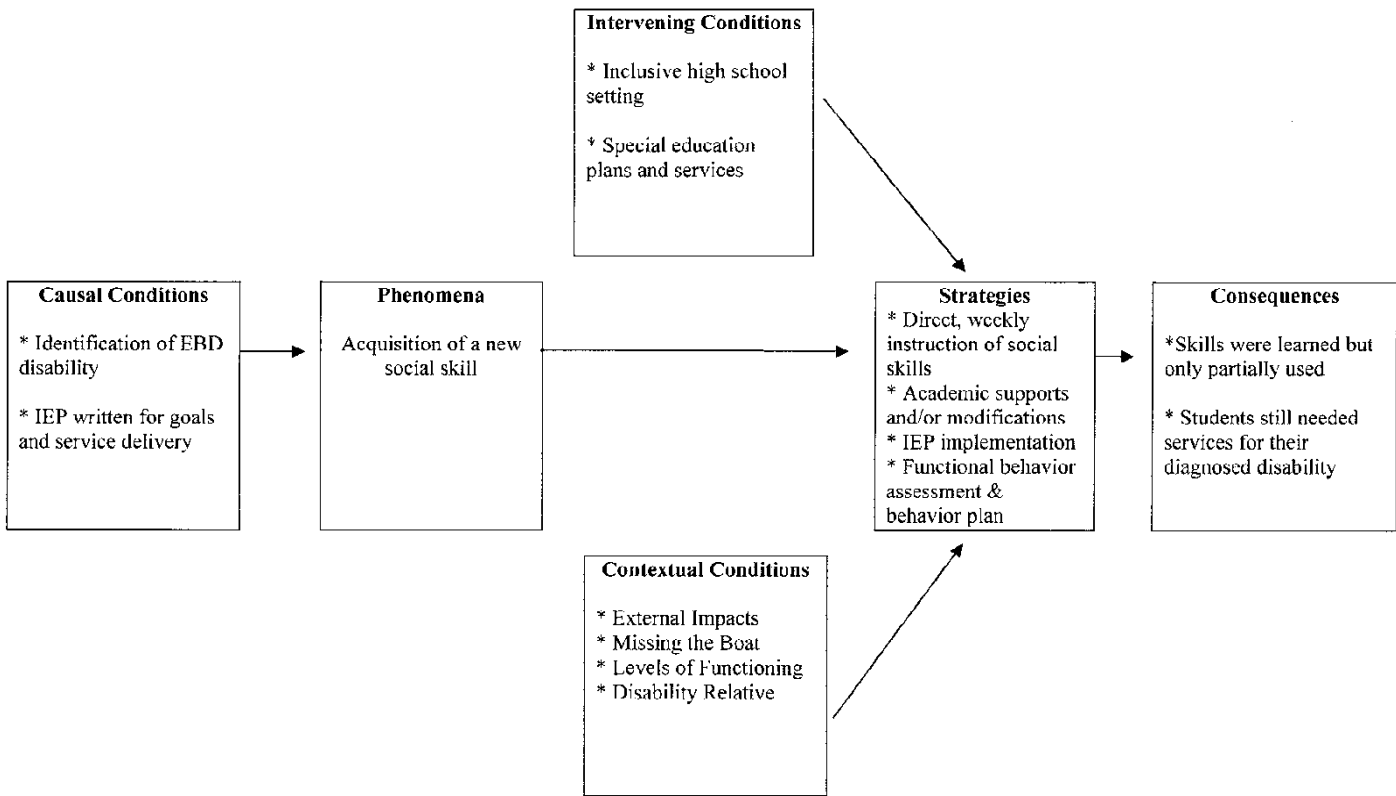 Intervening Conditions
* Inclusive high school
setting
* Special education
plans and services
Causal Conditions
* Identification of EBD
disability
* IEP written for goals
and service delivery
Phenomena
Acquisition of a new
social skill
Strategies
* Direct, weekly
instruction of social
skills
* Academic supports
and/or modifications
* IEP implementation
* Functional behavior
assessment &
behavior plan
Consequences
*Skills were learned but
only partially used
* Students still needed
services for their
diagnosed disability
Contextual Conditions
* External Impacts
* Missing the Boat
* Levels of Functioning
* Disability Relative